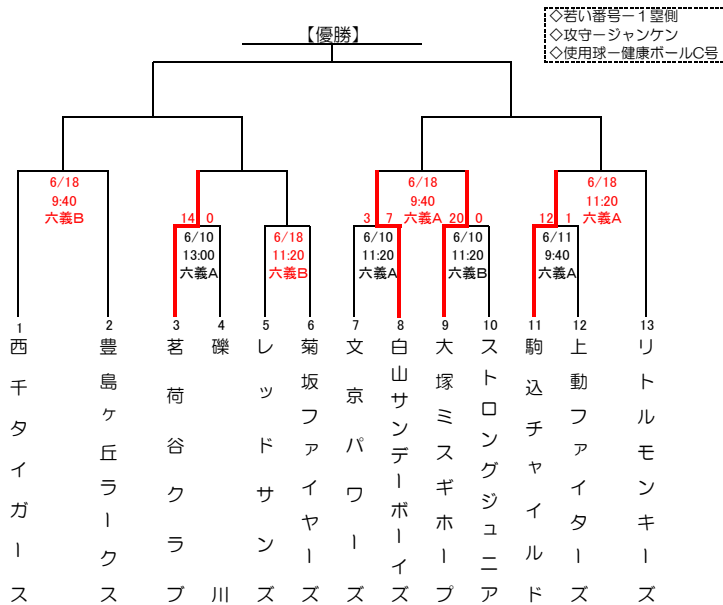 ◇若い番号－１塁側
◇攻守－ジャンケン
◇使用球－健康ボールC号
【優勝】
6/18
9:40
六義B
14 0
6/10
13:00
六義A
6/18
11:20
六義B
3 7
6/10
11:20
六義A
6/18
9:40
六義A
20 0
6/10
11:20
六義B
12 1
6/11
9:40
六義A
6/18
11:20
六義A
1 西千タイガース
2 豊島ヶ丘ラークス
3 茗荷谷クラブ
4 礫川
5 レッドサンズ
6 菊坂ファイヤーズ
7 文京パワーズ
8 白山サンデーボーイズ
9 大塚ミスギホープ
10 ストロングジュニア
11 駒込チャイルド
12 上動ファイターズ
13 リトルモンキーズ